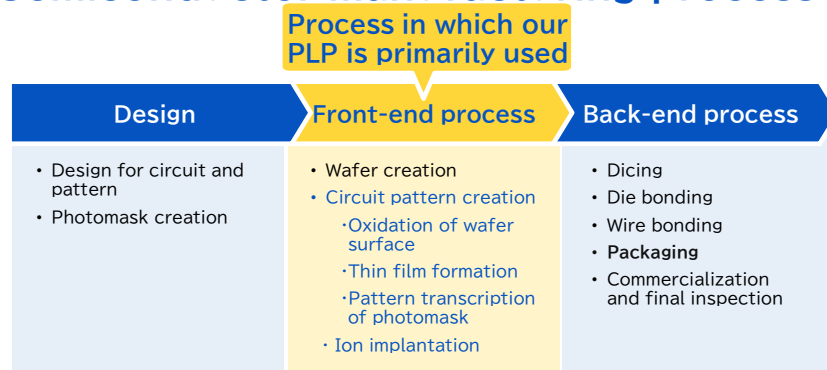 Process in which our
PLP is primarily used
Design
Front-end process
Back-end process
・Design for circuit and
pattern
・Photomask creation
・Wafer creation
・Circuit pattern creation
・Oxidation of wafer
surface
・Thin film formation
・Pattern transcription
of photomask
・Ion implantation
・Dicing
・Die bonding
・Wire bonding
・Packaging
・Commercialization
and final inspection